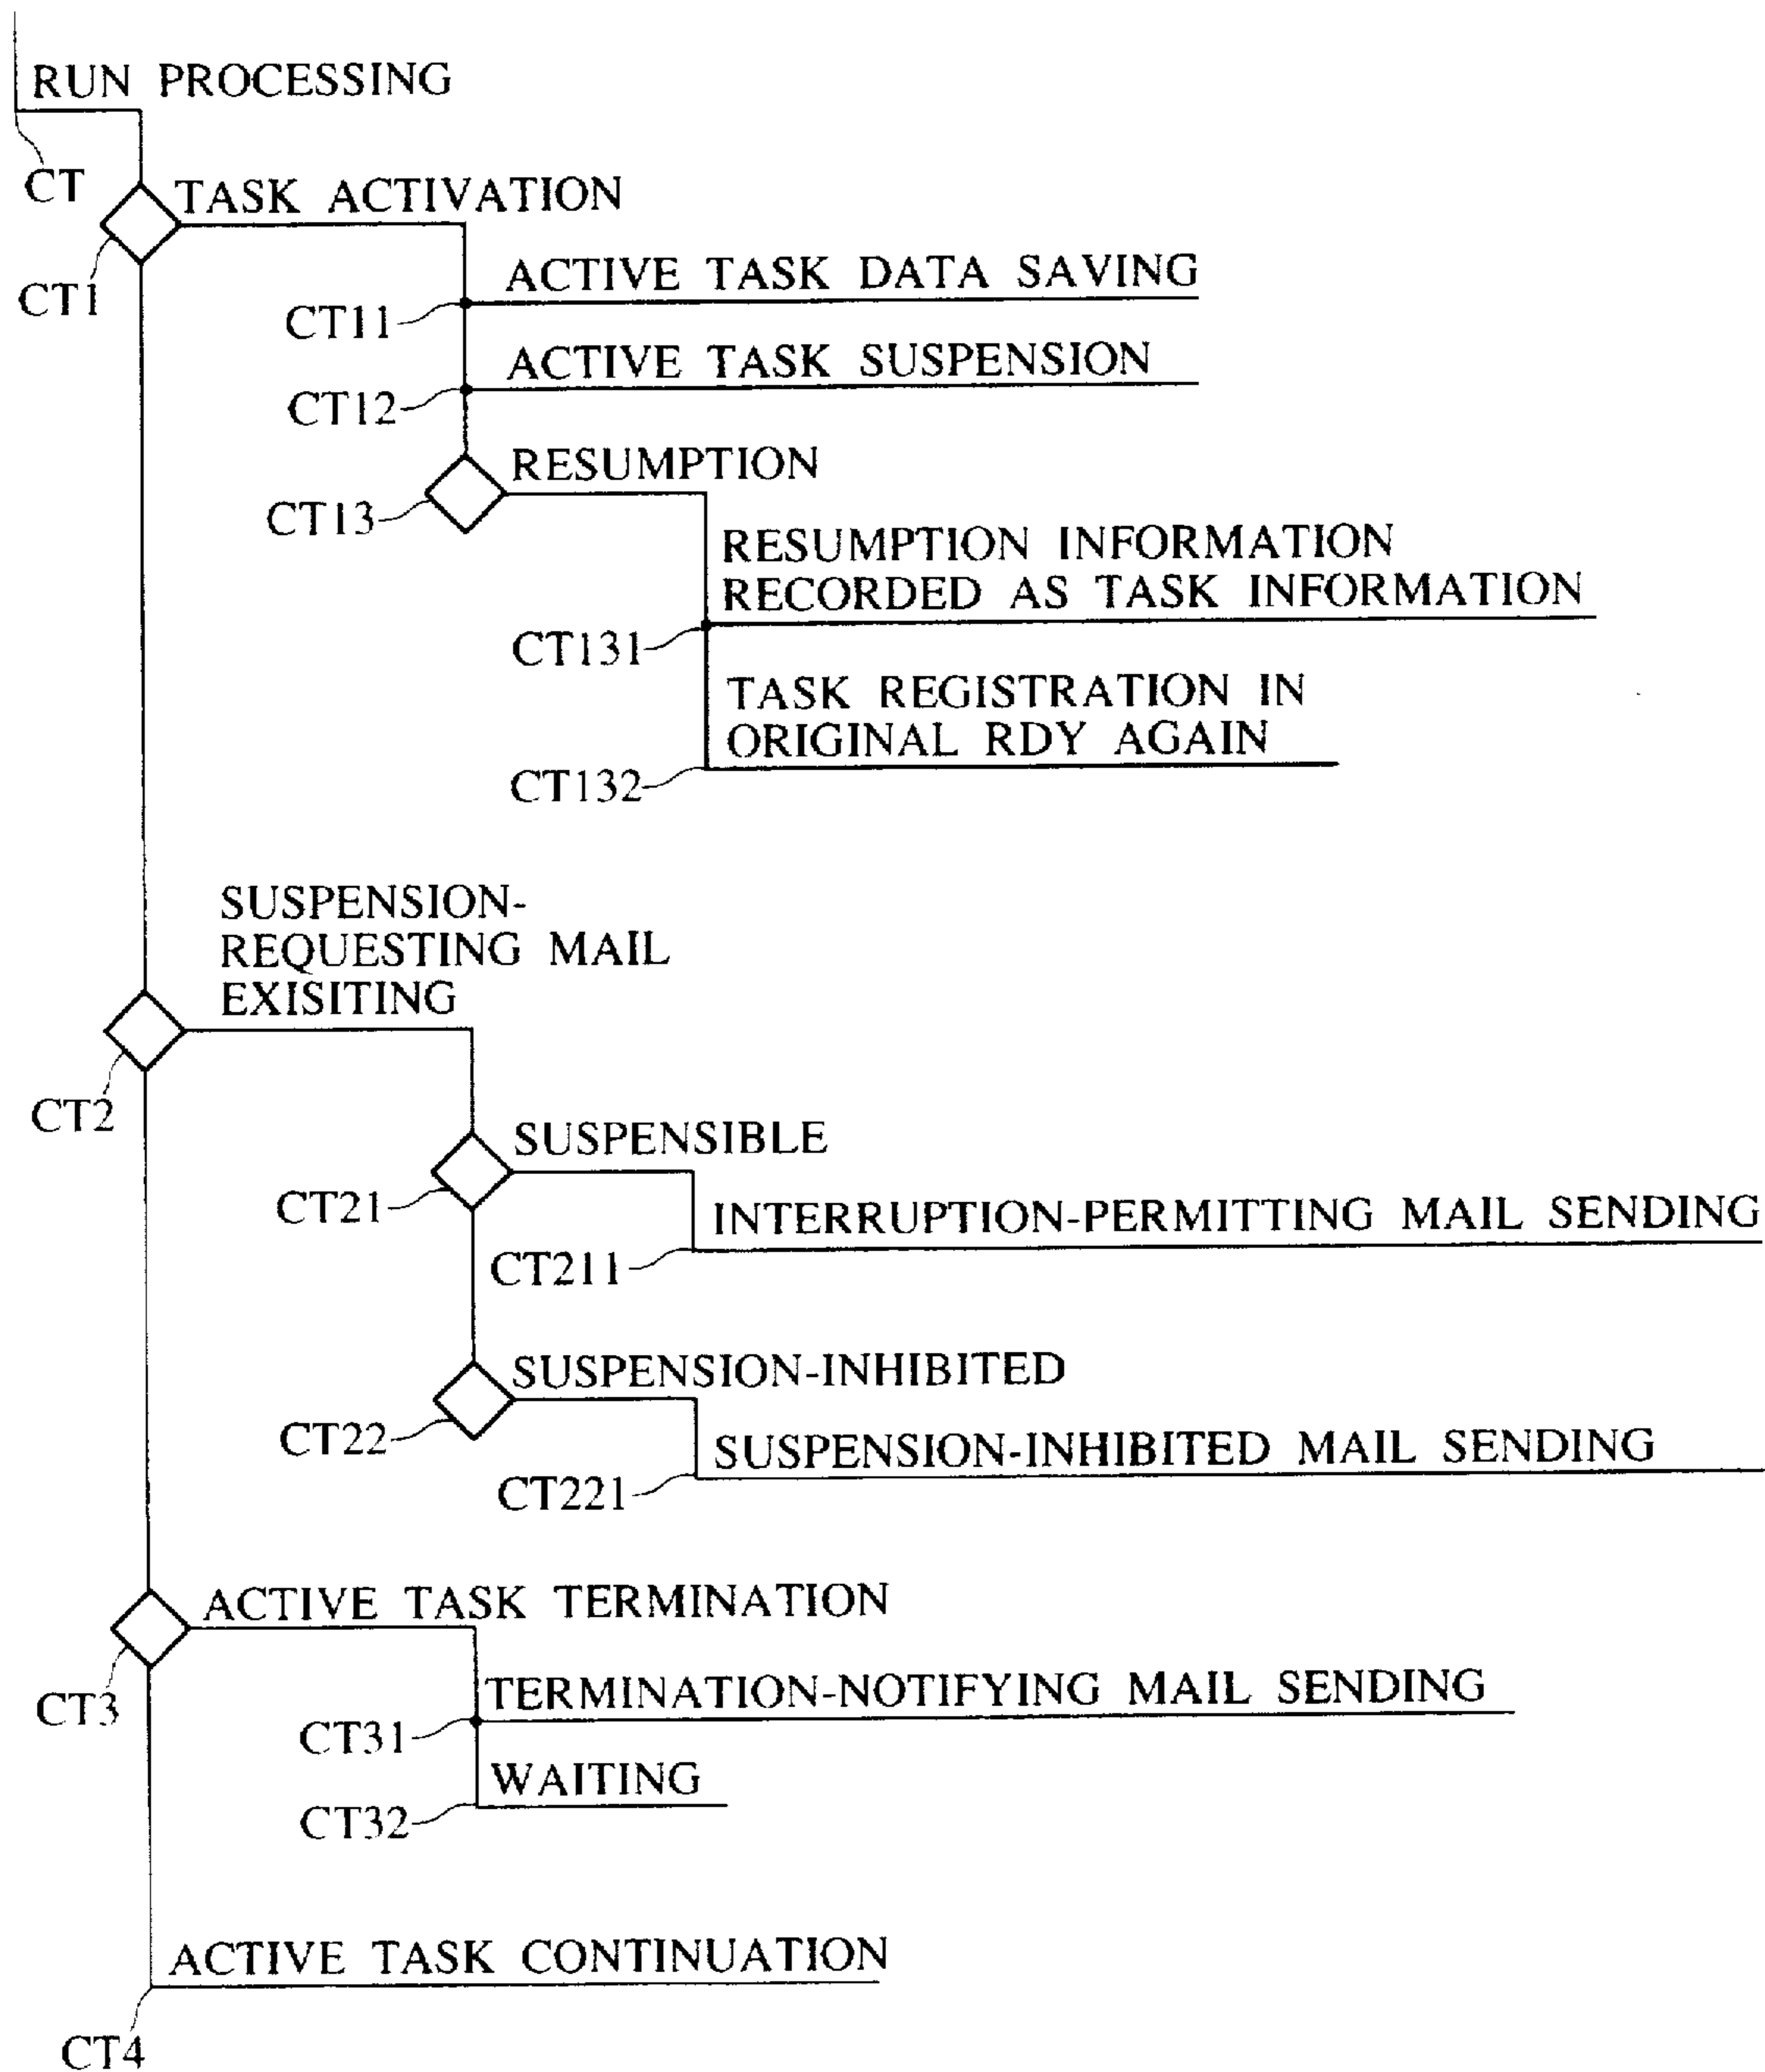 RUN PROCESSING
CT
TASK ACTIVATION
CT1
ACTIVE TASK DATA SAVING
CT11
ACTIVE TASK SUSPENSION
CT12
RESUMPTION
CT13
RESUMPTION INFORMATION
RECORDED AS TASK INFORMATION
CT131
TASK REGISTRATION IN
ORIGINAL RDY AGAIN
CT132
SUSPENSION-
REQUESTING MAIL
EXISITING
CT2
SUSPENSIBLE
CT21
INTERRUPTION-PERMITTING MAIL SENDING
CT211
SUSPENSION-INHIBITED
CT22
SUSPENSION-INHIBITED MAIL SENDING
CT221
ACTIVE TASK TERMINATION
CT3
TERMINATION-NOTIFYING MAIL SENDING
CT31
WAITING
CT32
ACTIVE TASK CONTINUATION
CT4